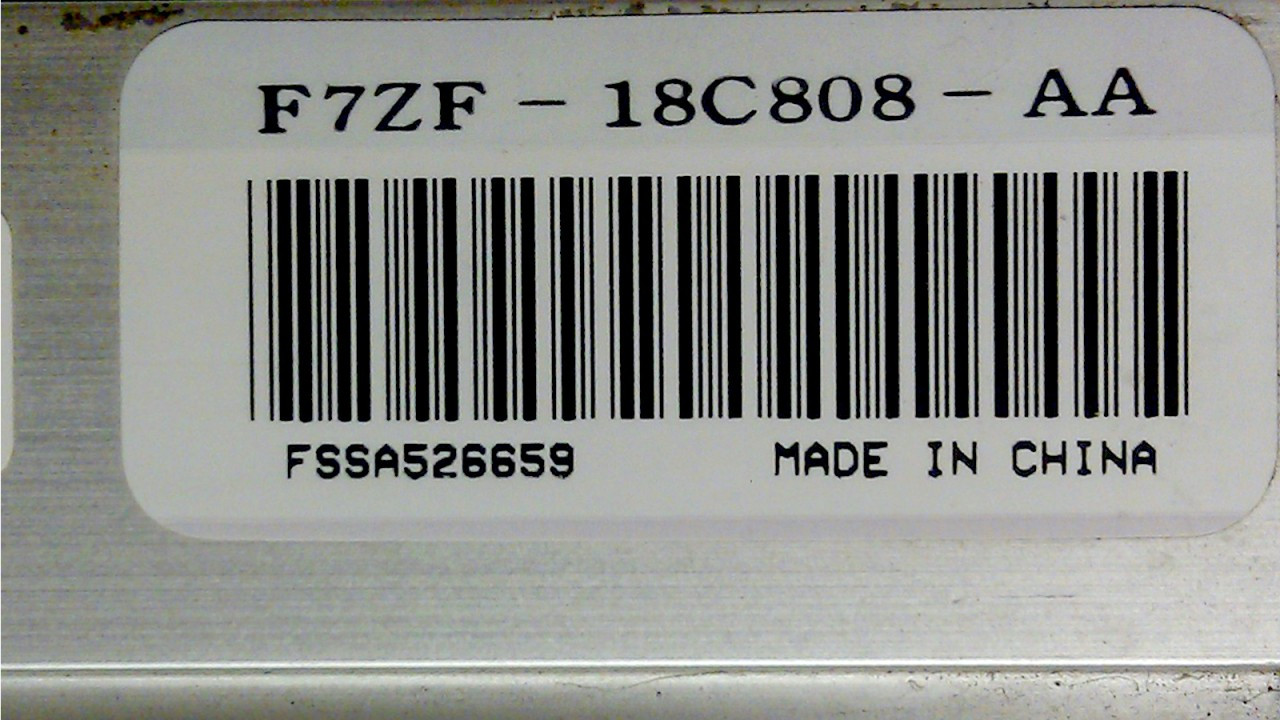 F7ZF - 18C808 - AA
FSSA526659 MADE IN CHINA